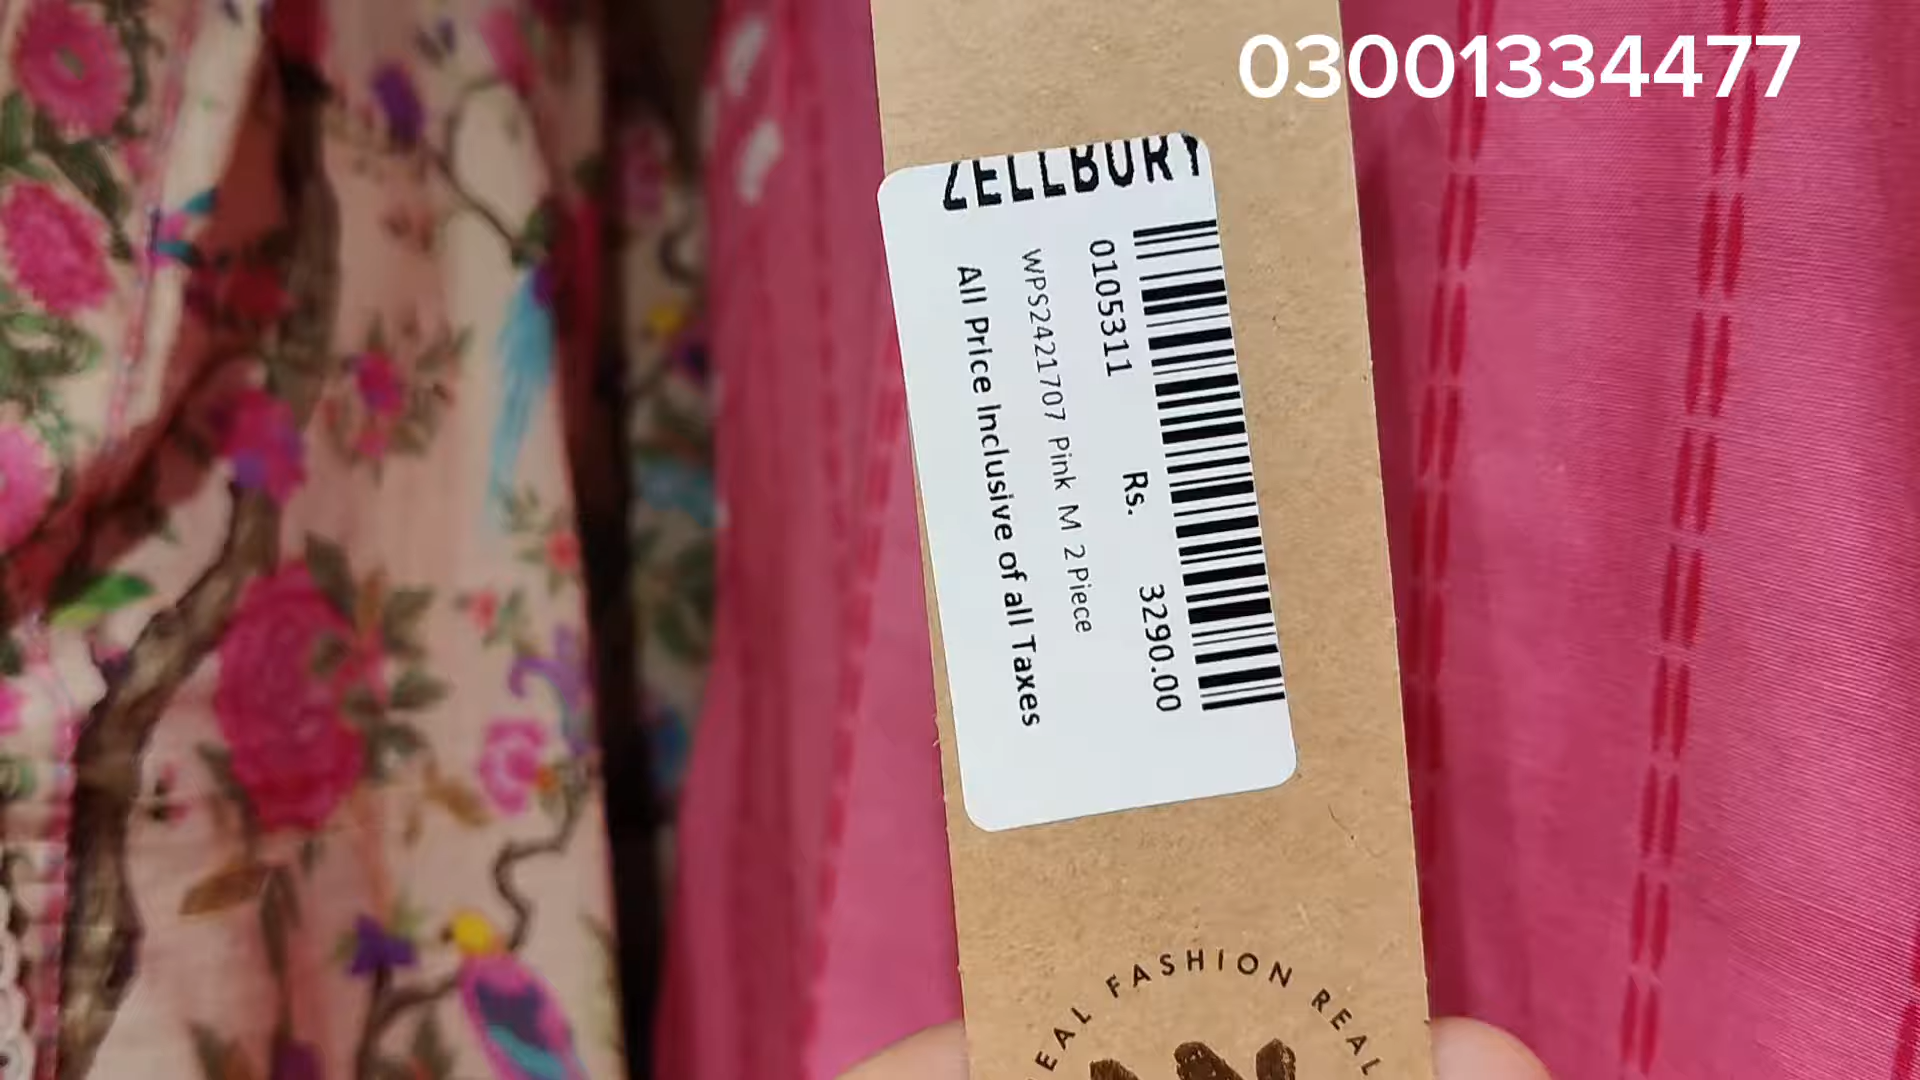 03001334477
ZELLBURY
0105311 Rs. 3290.00
WPS2421707 Pink M 2 Piece
All Price Inclusive of all Taxes
FASHION REAL